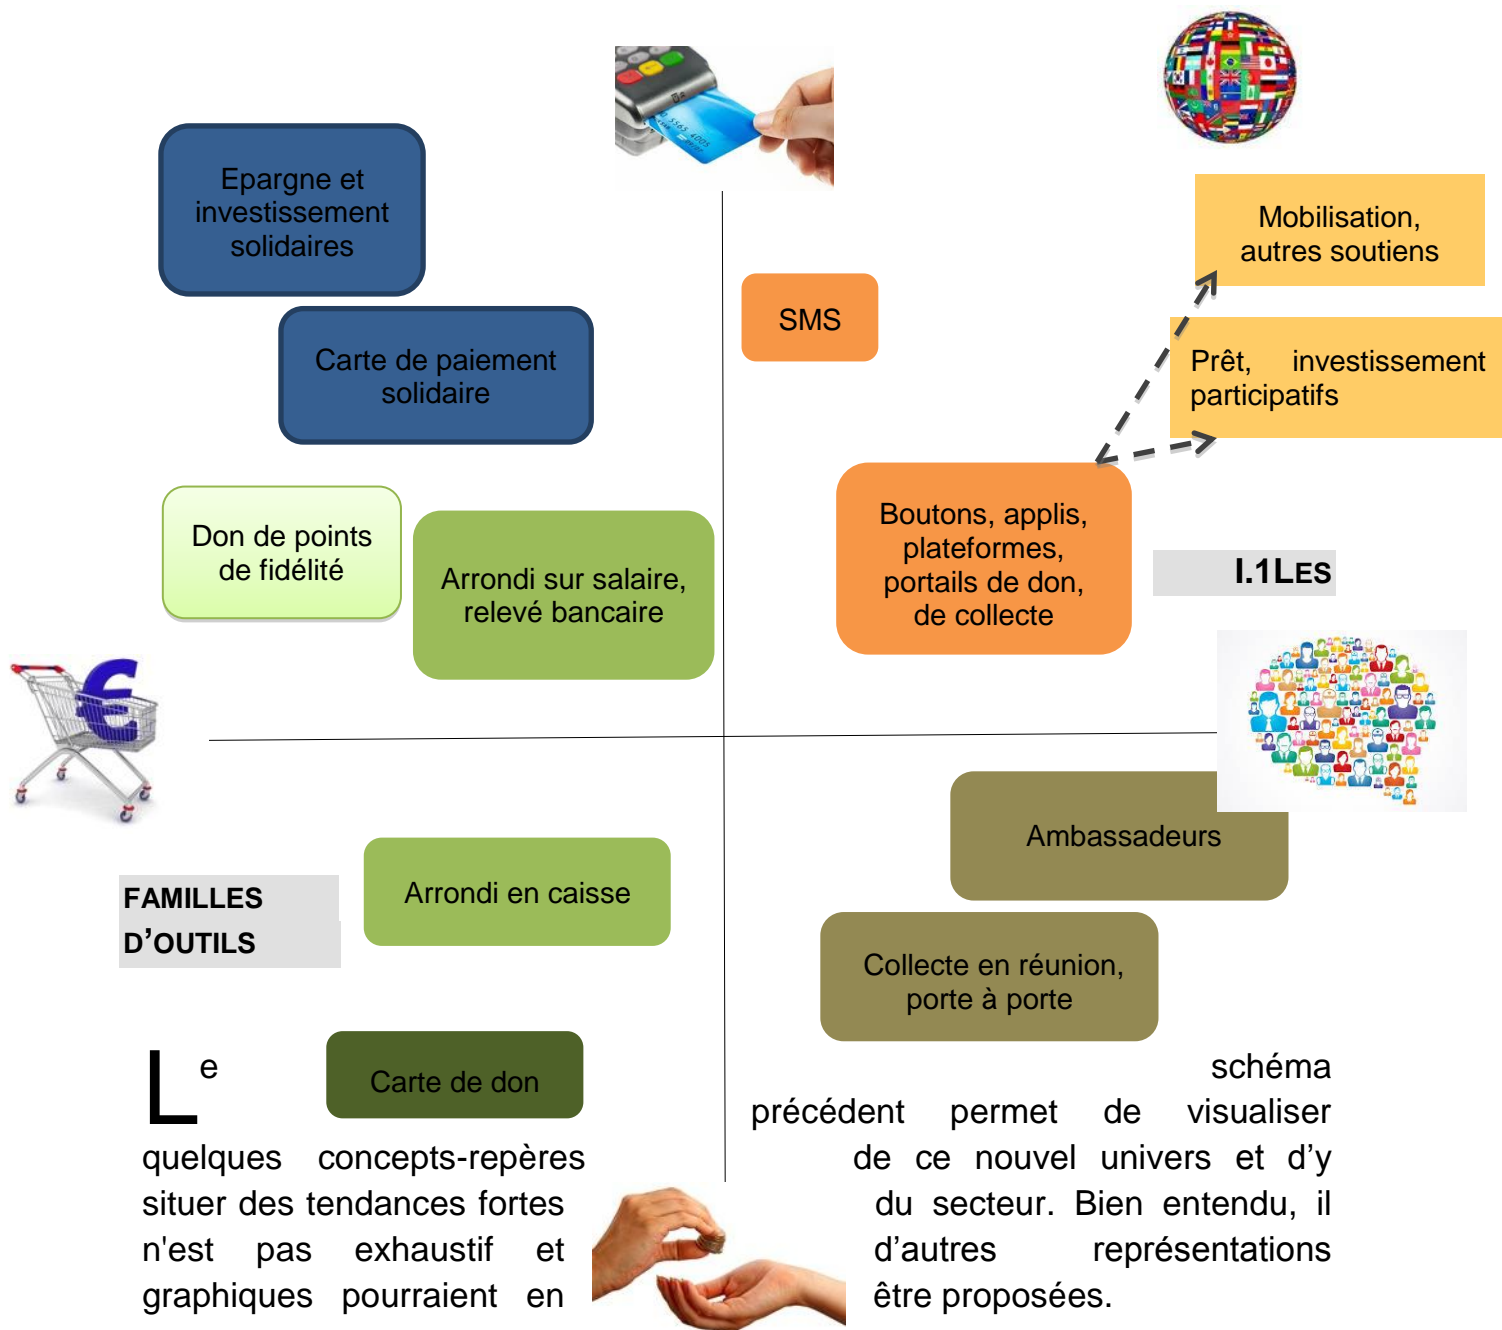 Epargne et
investissement
solidaires
Carte de paiement
solidaire
SMS
Mobilisation,
autres soutiens
Prêt, investissement
participatifs
Don de points
de fidélité
Arrondi sur salaire,
relevé bancaire
Boutons, applis,
plateformes,
portails de don,
de collecte
I.1LES
FAMILLES
D’OUTILS
Arrondi en caisse
Ambassadeurs
Collecte en réunion,
porte à porte
Carte de don
Le schéma
précédent permet de visualiser
quelques concepts-repères de ce nouvel univers et d’y
situer des tendances fortes du secteur. Bien entendu, il
n'est pas exhaustif et d’autres représentations
graphiques pourraient en être proposées.
5565 4005
€